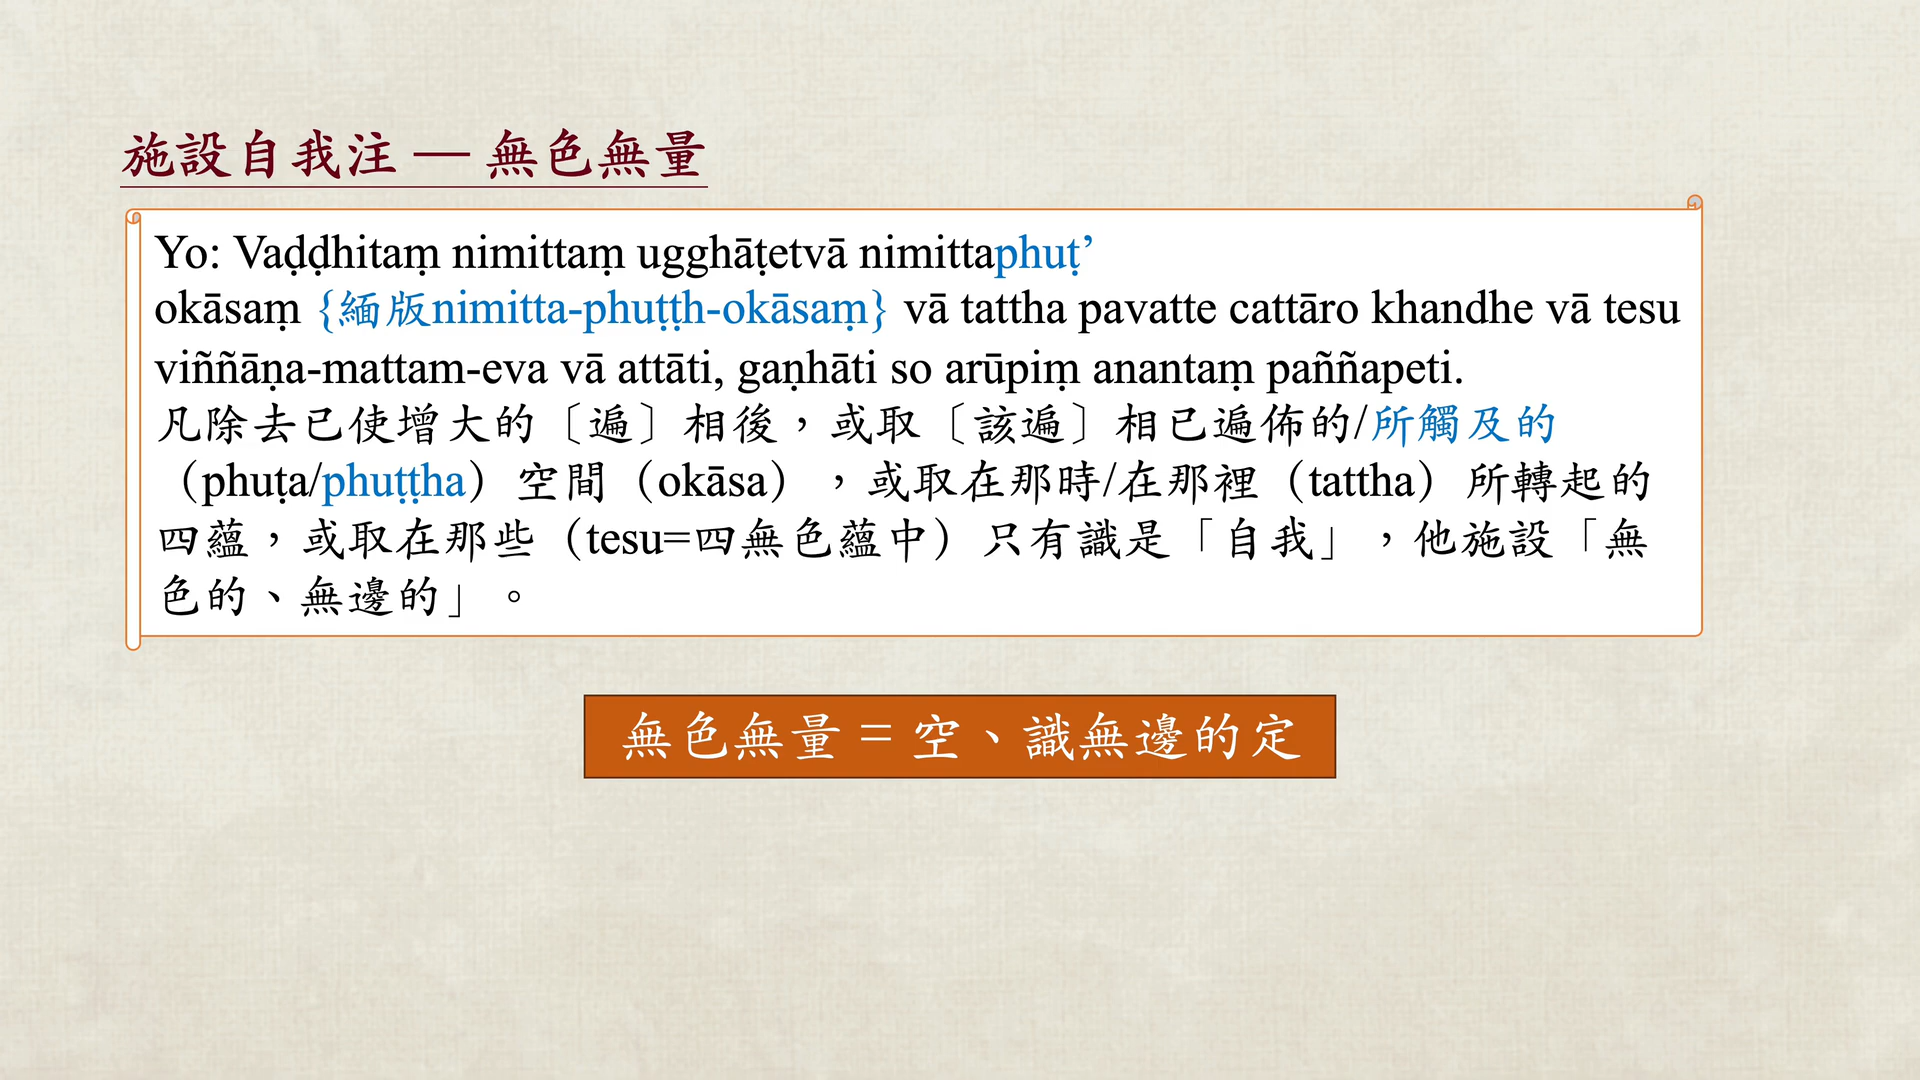 施設自我注 — 無色無量
Yo: Vaḍḍhitaṃ nimittaṃ ugghāṭetvā nimittaphuṭ’
okāsaṃ {緬版nimitta-phuṭṭh-okāsaṃ} vā tattha pavatte cattāro khandhe vā tesu
viññāṇa-mattam-eva vā attāti, gaṇhāti so arūpiṃ anantaṃ paññapeti.
凡除去已使增大的〔遍〕相後，或取〔該遍〕相已遍佈的/所觸及的
（phuṭa/phuṭṭha）空間（okāsa），或取在那時/在那裡（tattha）所轉起的
四蘊，或取在那些（tesu=四無色蘊中）只有識是「自我」，他施設「無
色的、無邊的」。
無色無量 = 空、識無邊的定